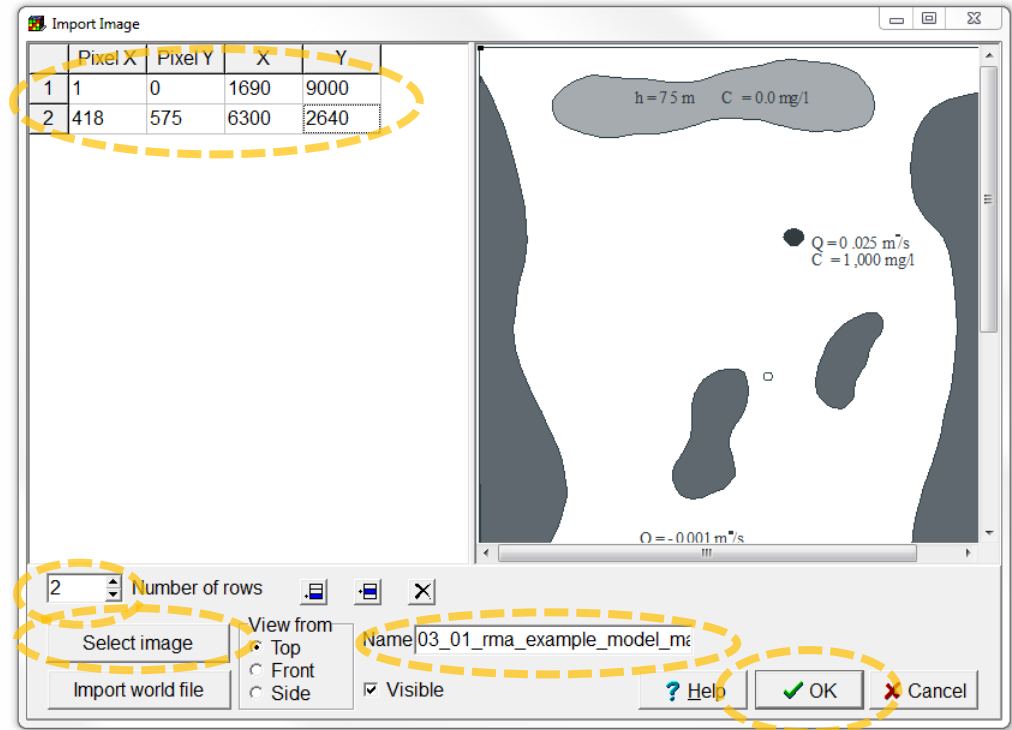 Import Image
Pixel X Pixel Y X Y
1 1 0 1690 9000
2 418 575 6300 2640
h = 75 m C = 0.0 mg/l
Q = 0 .025 m³/s
C = 1 ,000 mg/l
Q = - 0.001 m³/s
2 Number of rows
Select image
Import world file
View from
Top
Front
Side
Name 03_01_rma_example_model_ma
Visible
? Help
OK
Cancel